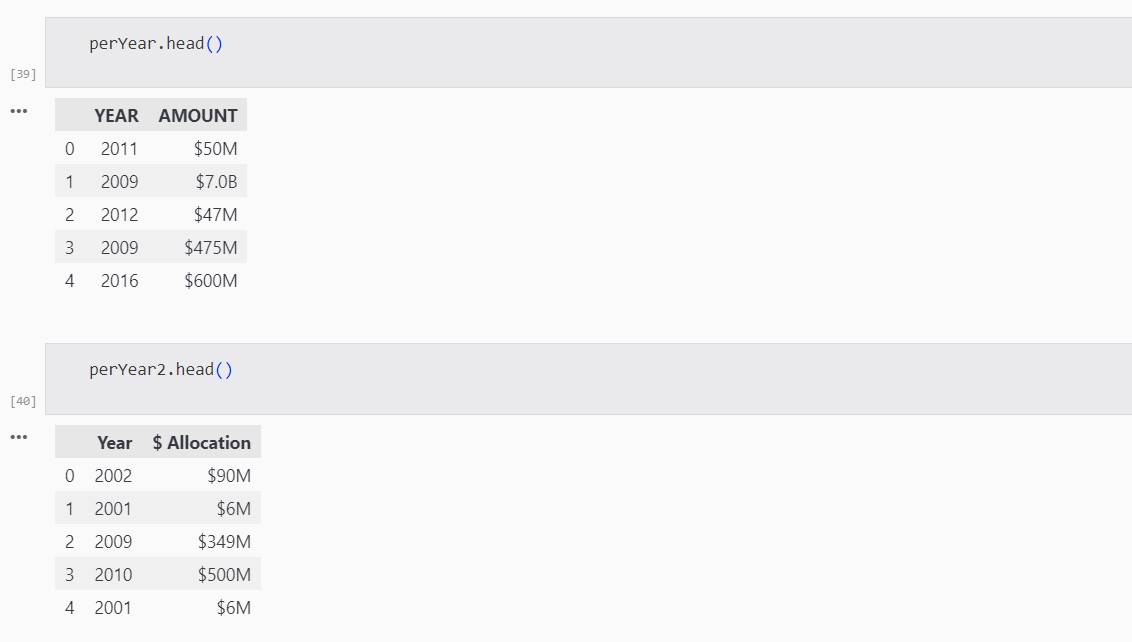 perYear.head()
[39]
YEAR AMOUNT
0 2011 $50M
1 2009 $7.0B
2 2012 $47M
3 2009 $475M
4 2016 $600M
perYear2.head()
[40]
Year $ Allocation
0 2002 $90M
1 2001 $6M
2 2009 $349M
3 2010 $500M
4 2001 $6M